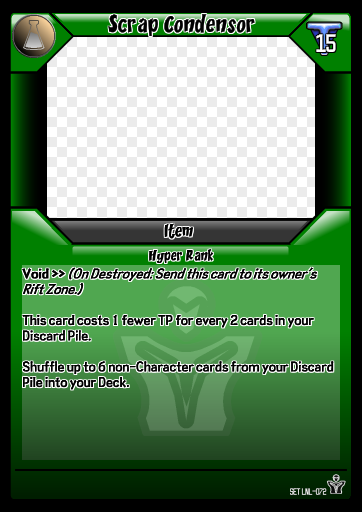 Scrap Condensor
15
Item
Hyper Rank
Void >> (On Destroyed: Send this card to its owner's
Rift Zone.)
This card costs 1 fewer TP for every 2 cards in your
Discard Pile.
Shuffle up to 6 non-Character cards from your Discard
Pile into your Deck.
SET LNL-072